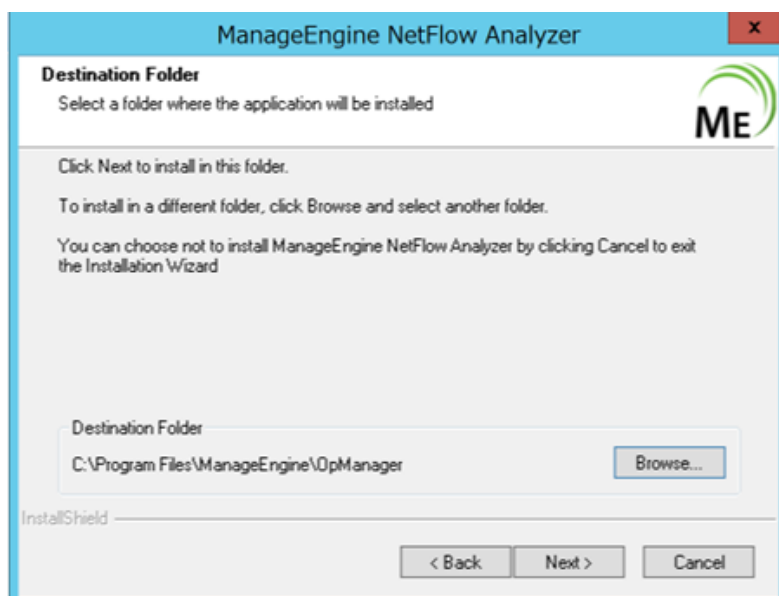 ManageEngine NetFlow Analyzer
x
Destination Folder
Select a folder where the application will be installed
ME
Click Next to install in this folder.
To install in a different folder, click Browse and select another folder.
You can choose not to install ManageEngine NetFlow Analyzer by clicking Cancel to exit
the Installation Wizard
Destination Folder
C:\Program Files\ManageEngine\OpManager
Browse...
InstallShield
< Back
Next >
Cancel